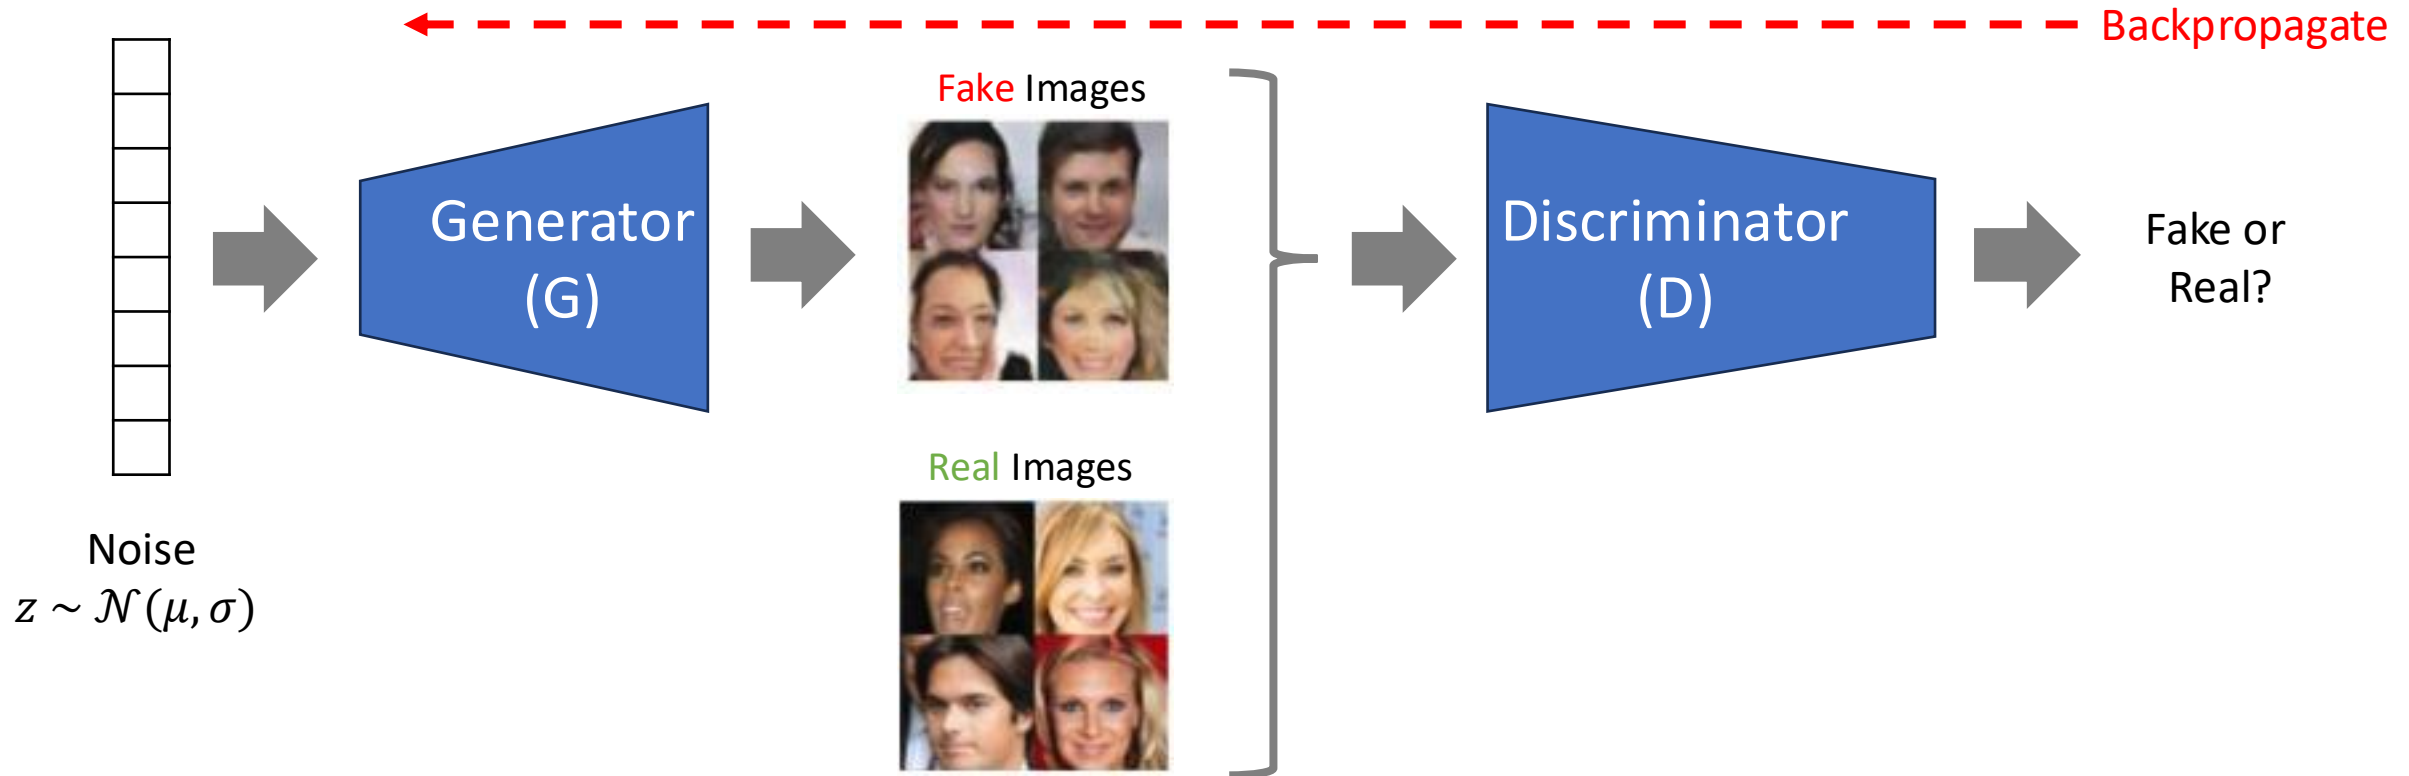 Backpropagate
Fake Images
Generator
(G)
Discriminator
(D)
Fake or
Real?
Real Images
Noise
z ~ 𝒩(μ, σ)